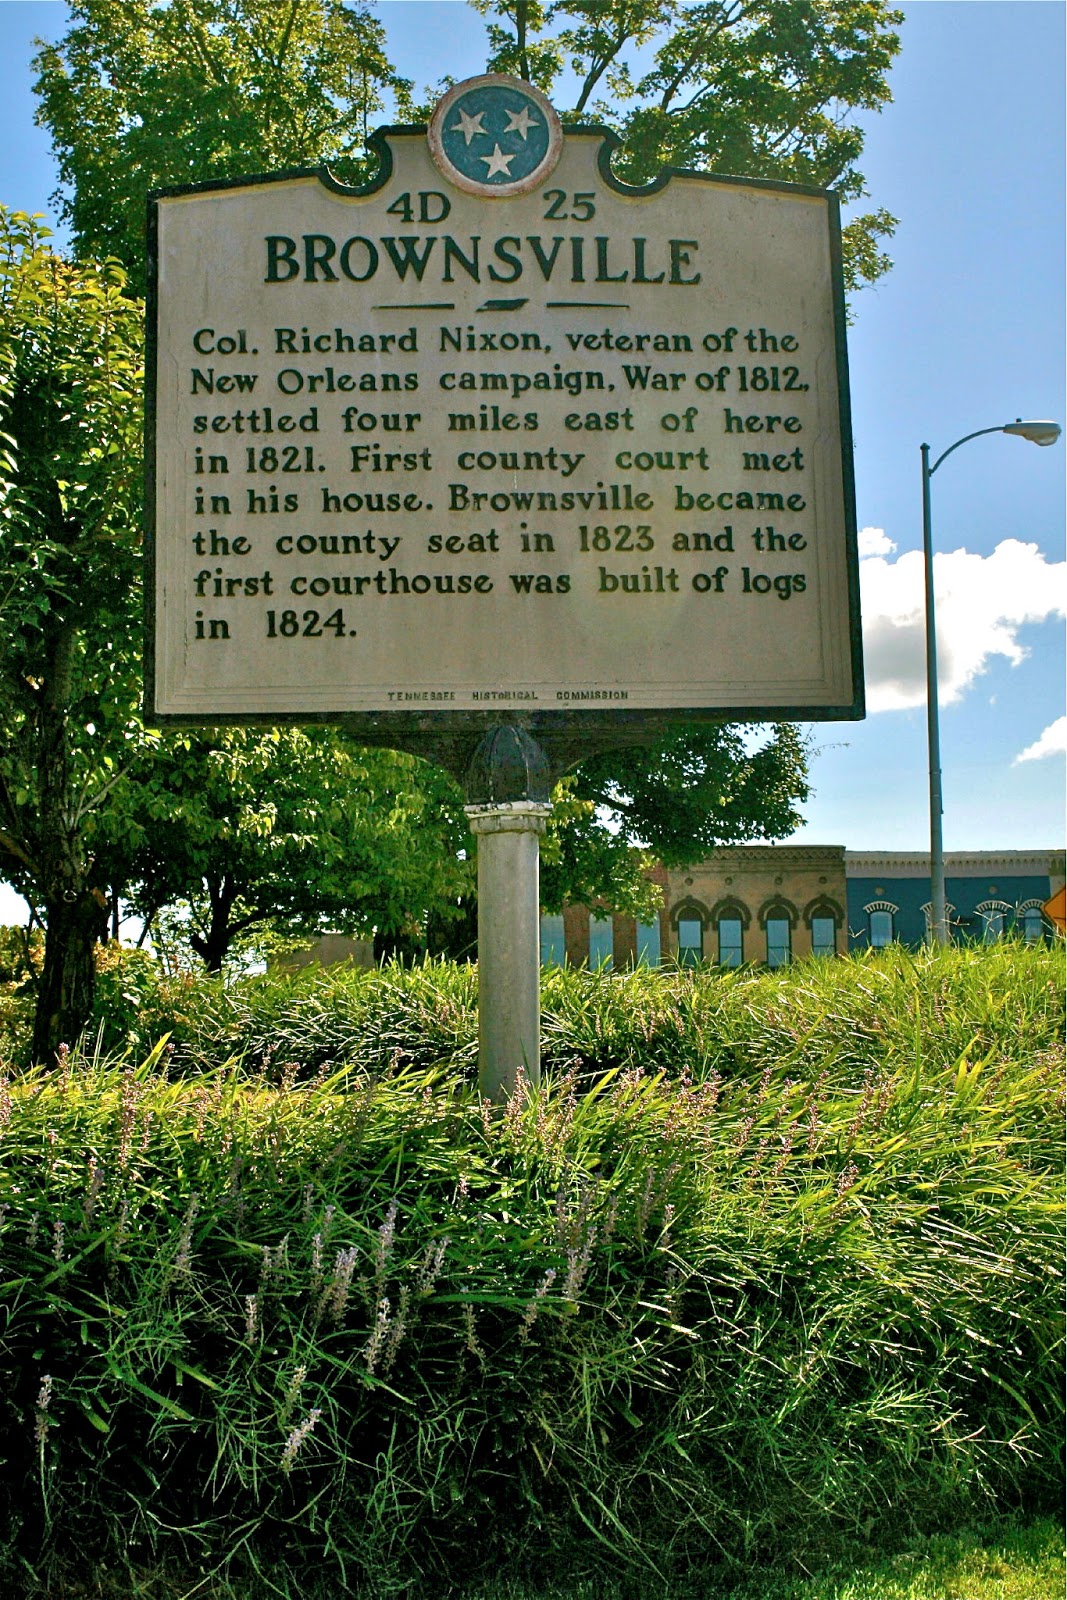 4D 25
BROWNSVILLE
Col. Richard Nixon, veteran of the
New Orleans campaign, War of 1812,
settled four miles east of here
in 1821. First county court met
in his house. Brownsville became
the county seat in 1823 and the
first courthouse was built of logs
in 1824.
TENNESSEE HISTORICAL COMMISSION